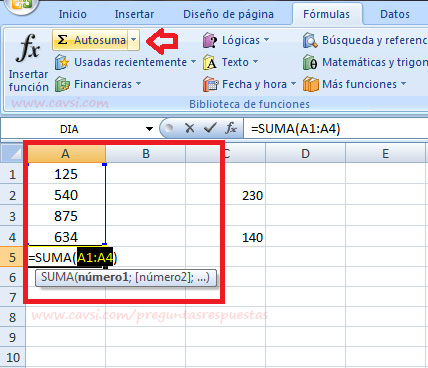 Inicio Insertar Diseño de página Fórmulas Datos
fx Insertar función
Σ Autosuma
Usadas recientemente
Financieras
Lógicas
Texto
Fecha y hora
Búsqueda y referenc
Matemáticas y trigon
Más funciones
www.cavsi.com/
Biblioteca de funciones
DIA fx =SUMA(A1:A4)
A B C D E
1 125
2 540 230
3 875
4 634 140
5 =SUMA(A1:A4)
6 SUMA(número1; [número2]; ...)
7
8 www.cavsi.com/preguntasrespuestas
9
10